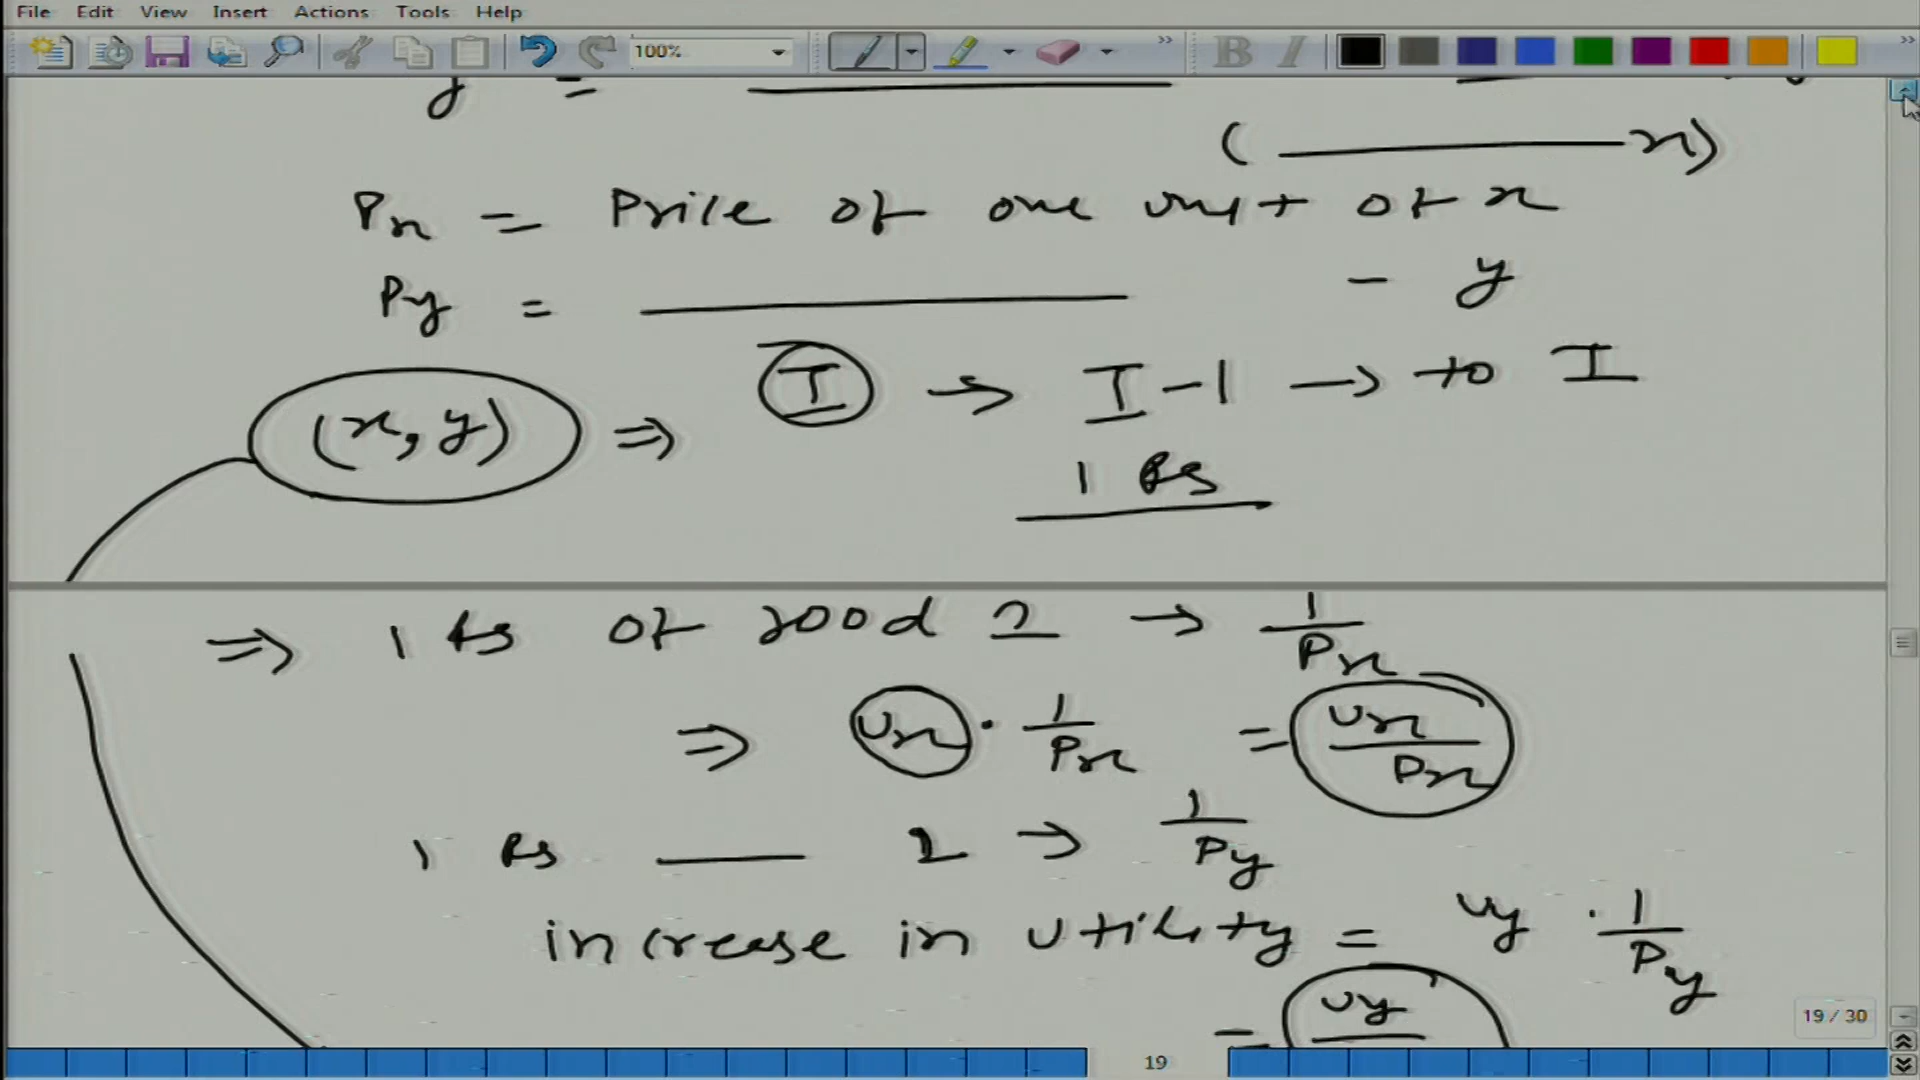 File Edit View Insert Actions Tools Help
100% B I
y =
( x)
Px = Price of one unit of x
Py = - y
(x, y) ⇒ I → I - 1 → to I
1 Rs
⇒ 1 Rs of good 1 → 1/Px
⇒ Ux · 1/Px = Ux/Px
1 Rs 2 → 1/Py
increase in utility = Uy · 1/Py
= Uy
19 / 30
19